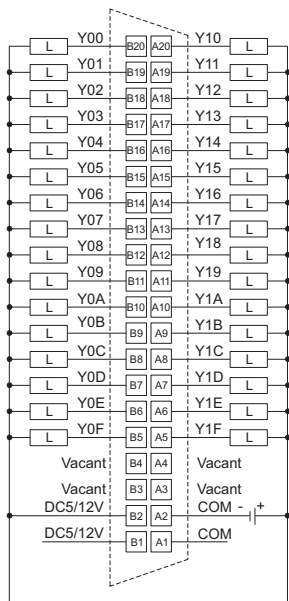 L Y00 B20 A20 Y10 L
L Y01 B19 A19 Y11 L
L Y02 B18 A18 Y12 L
L Y03 B17 A17 Y13 L
L Y04 B16 A16 Y14 L
L Y05 B15 A15 Y15 L
L Y06 B14 A14 Y16 L
L Y07 B13 A13 Y17 L
L Y08 B12 A12 Y18 L
L Y09 B11 A11 Y19 L
L Y0A B10 A10 Y1A L
L Y0B B9 A9 Y1B L
L Y0C B8 A8 Y1C L
L Y0D B7 A7 Y1D L
L Y0E B6 A6 Y1E L
L Y0F B5 A5 Y1F L
Vacant B4 A4 Vacant
Vacant B3 A3 Vacant
DC5/12V B2 A2 COM - +
DC5/12V B1 A1 COM